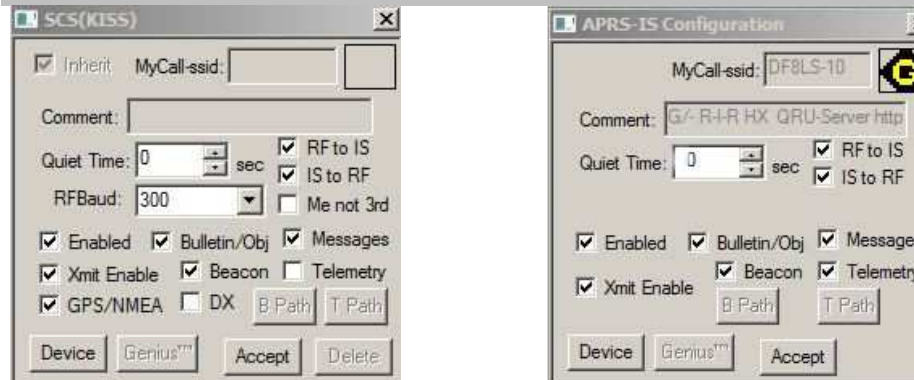 SCS(KISS)
Inherit MyCall-ssid:
Comment:
Quiet Time: 0 sec RF to IS
IS to RF
RFBaud: 300 Me not 3rd
Enabled Bulletin/Obj Messages
Xmit Enable Beacon Telemetry
GPS/NMEA DX B Path T Path
Device Genius™ Accept Delete
APRS-IS Configuration
MyCall-ssid: DF8LS-10
G
Comment: G/- R-I-R HX QRU-Server http
Quiet Time: 0 sec RF to IS
IS to RF
Enabled Bulletin/Obj Message
Beacon Telemetry
Xmit Enable
B Path T Path
Device Genius™ Accept